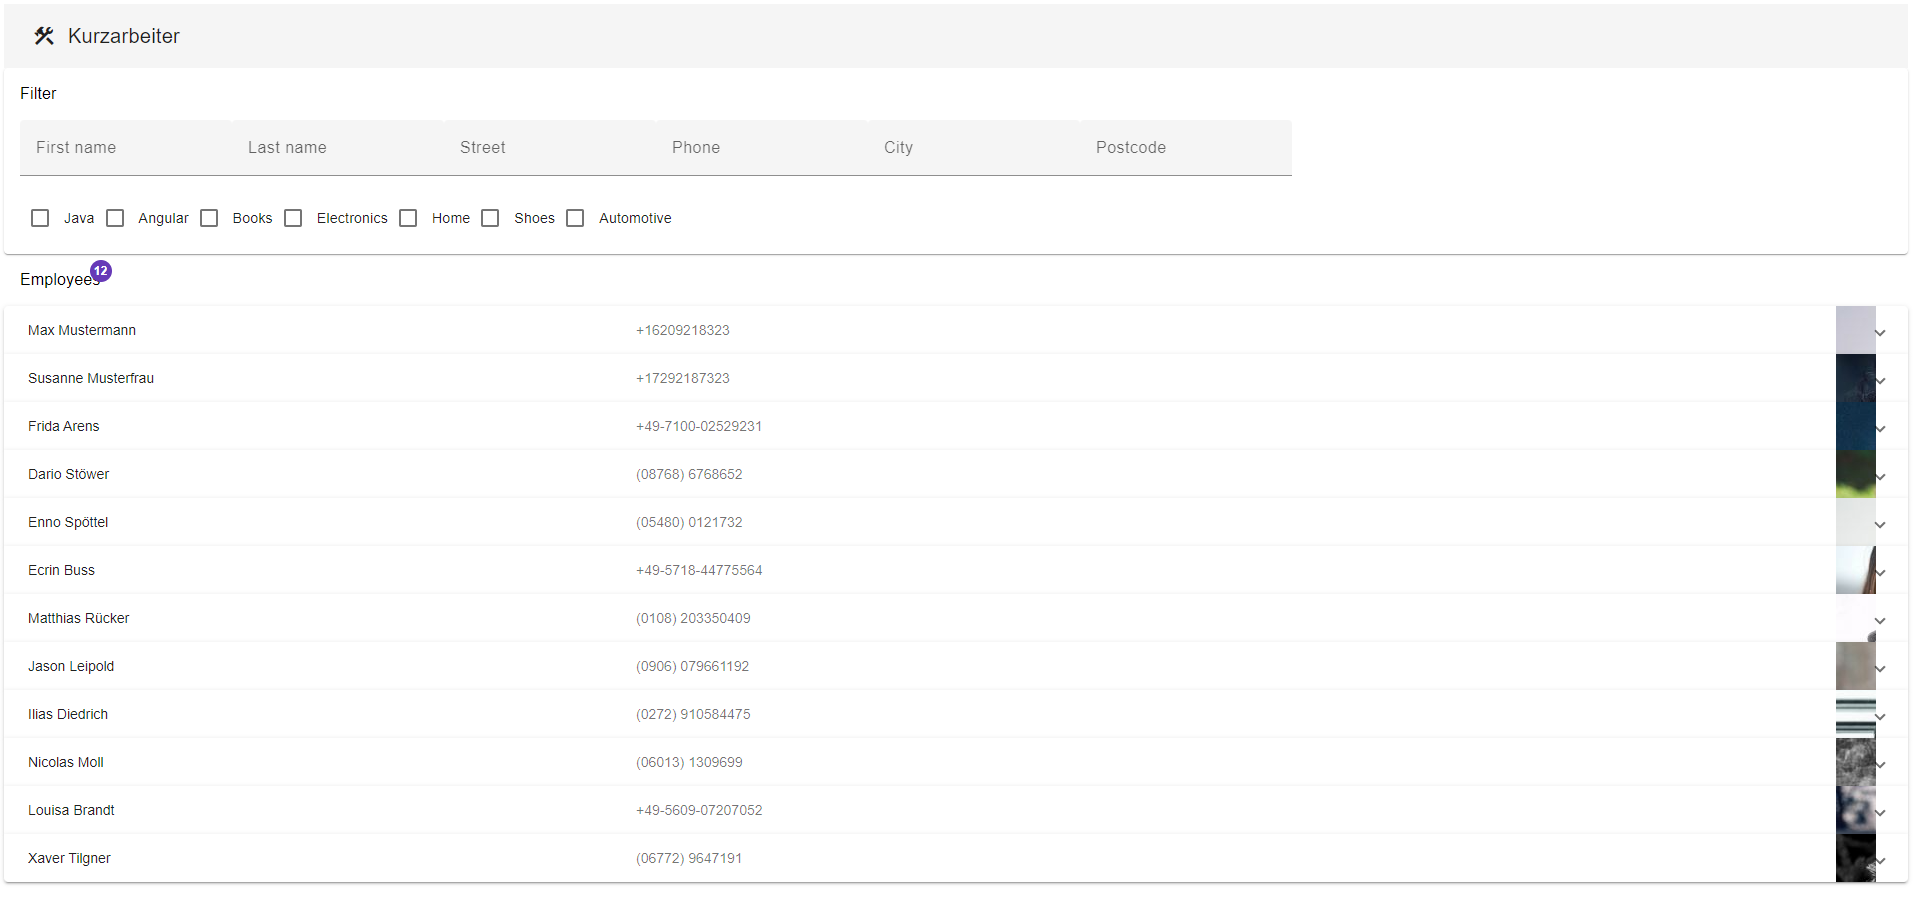 Kurzarbeiter
Filter
First name Last name Street Phone City Postcode
Java Angular Books Electronics Home Shoes Automotive
Employees 12
Max Mustermann +16209218323
Susanne Musterfrau +17292187323
Frida Arens +49-7100-02529231
Dario Stöwer (08768) 6768652
Enno Spöttel (05480) 0121732
Ecrin Buss +49-5718-44775564
Matthias Rücker (0108) 203350409
Jason Leipold (0906) 079661192
Ilias Diedrich (0272) 910584475
Nicolas Moll (06013) 1309699
Louisa Brandt +49-5609-07207052
Xaver Tilgner (06772) 9647191